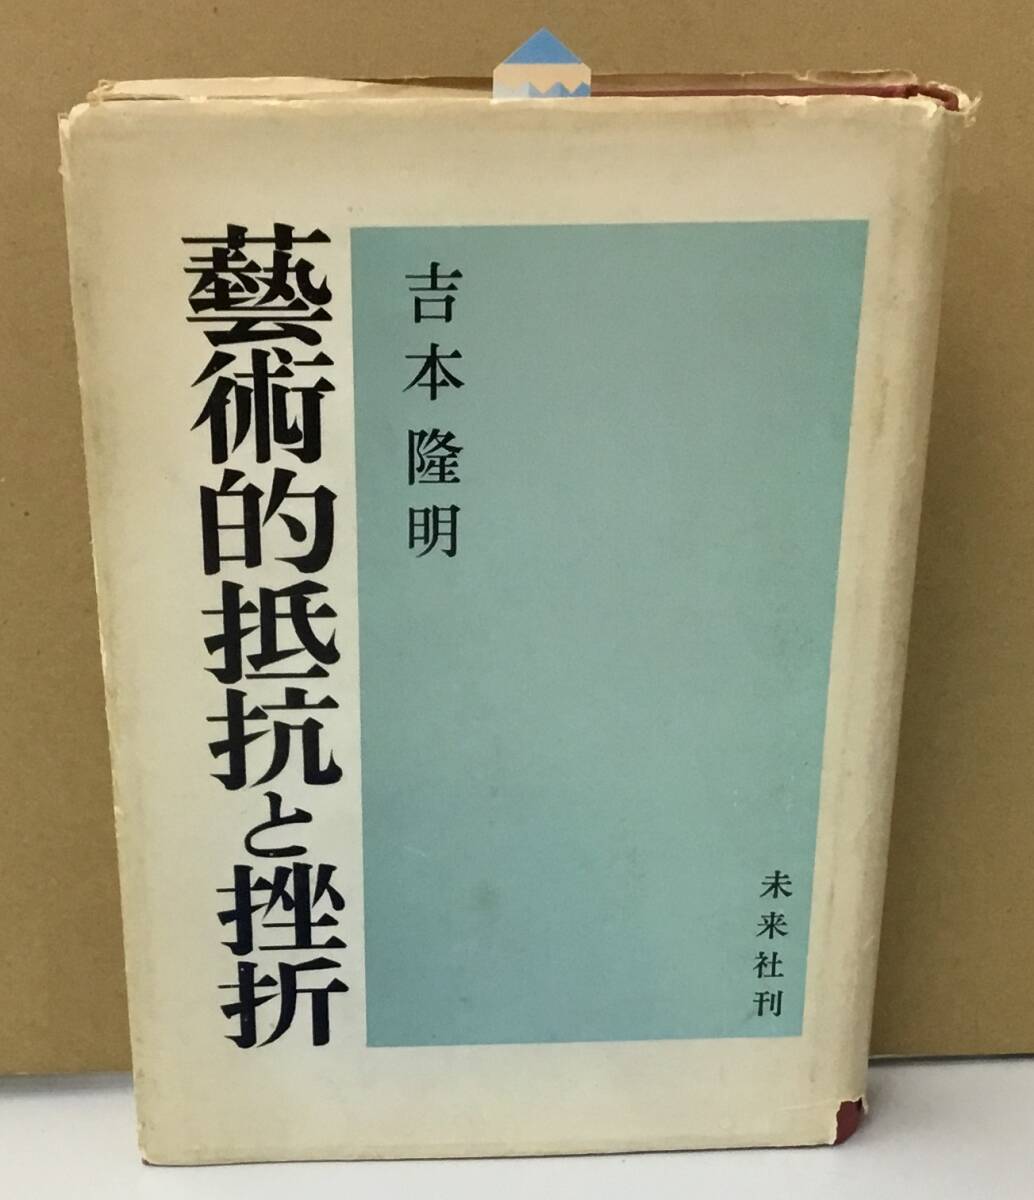 藝術的抵抗と挫折
吉本隆明
未来社刊